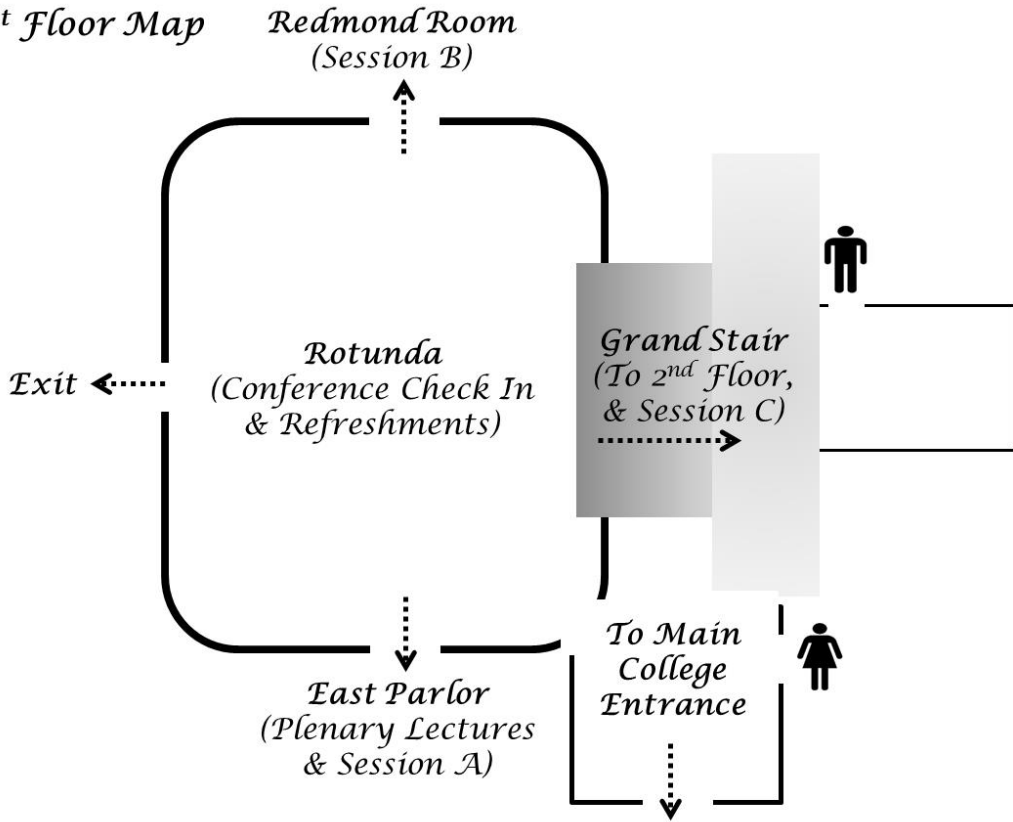 t Floor Map
Redmond Room
(Session B)
Grand Stair
(To 2nd Floor,
& Session C)
Rotunda
(Conference Check In
& Refreshments)
Exit
To Main
College
Entrance
East Parlor
(Plenary Lectures
& Session A)